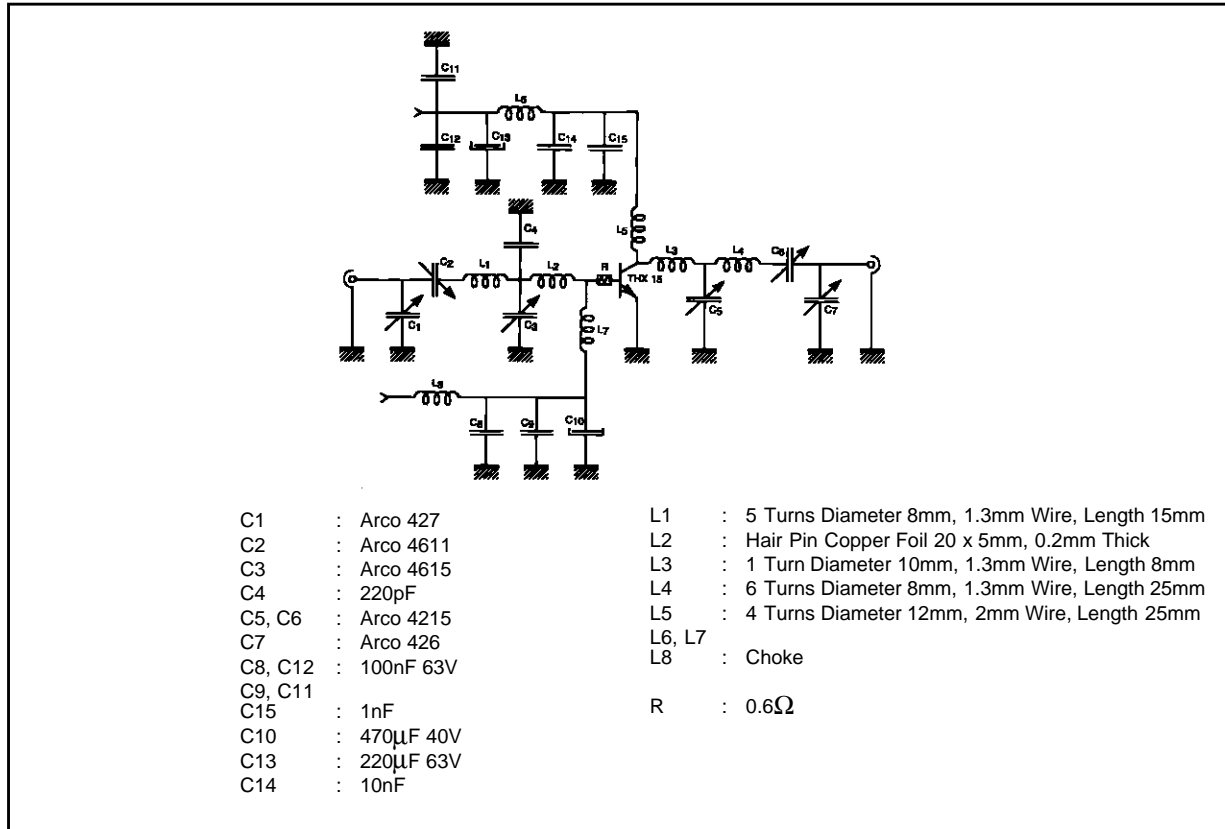 C11
L6
C12
C13
C14
C15
C4
L5
C2
L1
L2
R
L3
L4
C6
THX 15
C1
C3
C5
C7
L7
L8
C8
C9
C10
C1 : Arco 427
C2 : Arco 4611
C3 : Arco 4615
C4 : 220pF
C5, C6 : Arco 4215
C7 : Arco 426
C8, C12 : 100nF 63V
C9, C11
C15 : 1nF
C10 : 470µF 40V
C13 : 220µF 63V
C14 : 10nF
L1 : 5 Turns Diameter 8mm, 1.3mm Wire, Length 15mm
L2 : Hair Pin Copper Foil 20 x 5mm, 0.2mm Thick
L3 : 1 Turn Diameter 10mm, 1.3mm Wire, Length 8mm
L4 : 6 Turns Diameter 8mm, 1.3mm Wire, Length 25mm
L5 : 4 Turns Diameter 12mm, 2mm Wire, Length 25mm
L6, L7
L8 : Choke
R : 0.6Ω